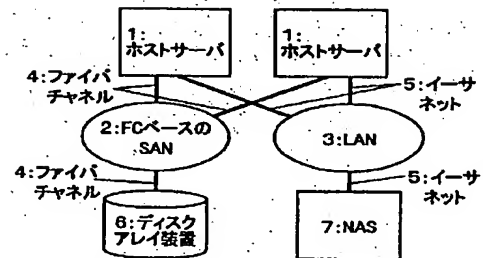 1:
ホストサーバ
1:
ホストサーバ
4:ファイバ
チャネル
5:イーサ
ネット
2:FCベースの
SAN
3:LAN
4:ファイバ
チャネル
5:イーサ
ネット
6:ディスク
アレイ装置
7:NAS